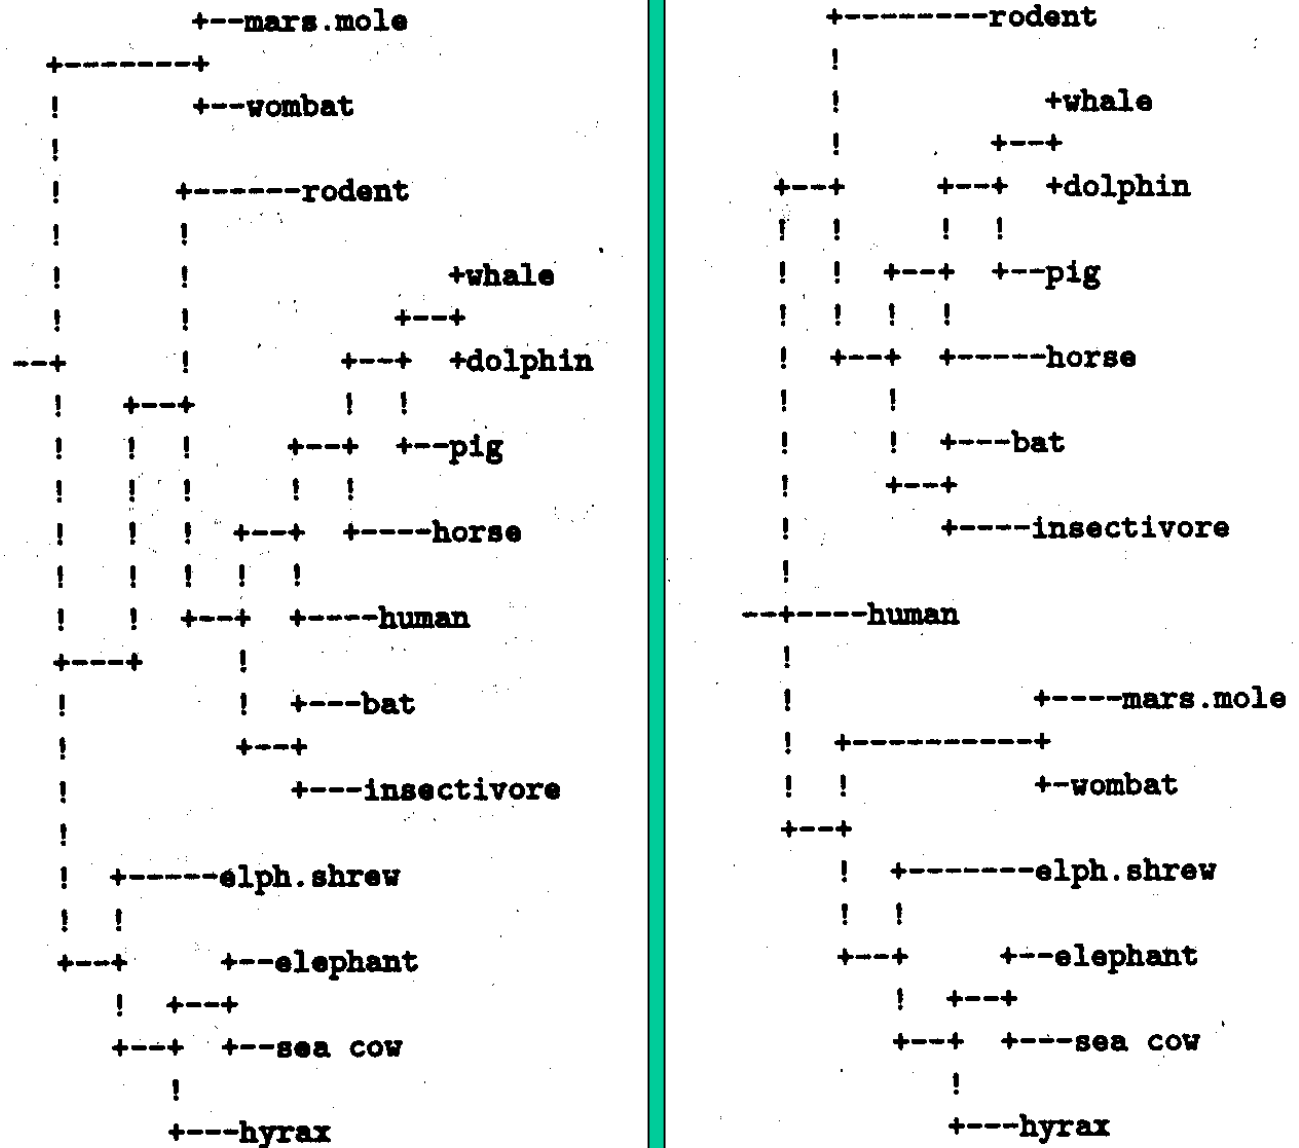 mars.mole
wombat
rodent
whale
dolphin
pig
horse
human
bat
insectivore
elph.shrew
elephant
sea cow
hyrax
rodent
whale
dolphin
pig
horse
bat
insectivore
human
mars.mole
wombat
elph.shrew
elephant
sea cow
hyrax